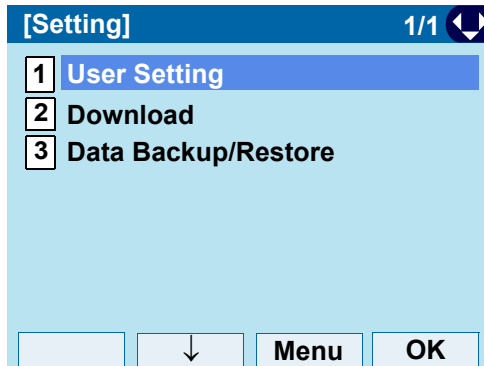 [Setting] 1/1
1 User Setting
2 Download
3 Data Backup/Restore
↓ Menu OK